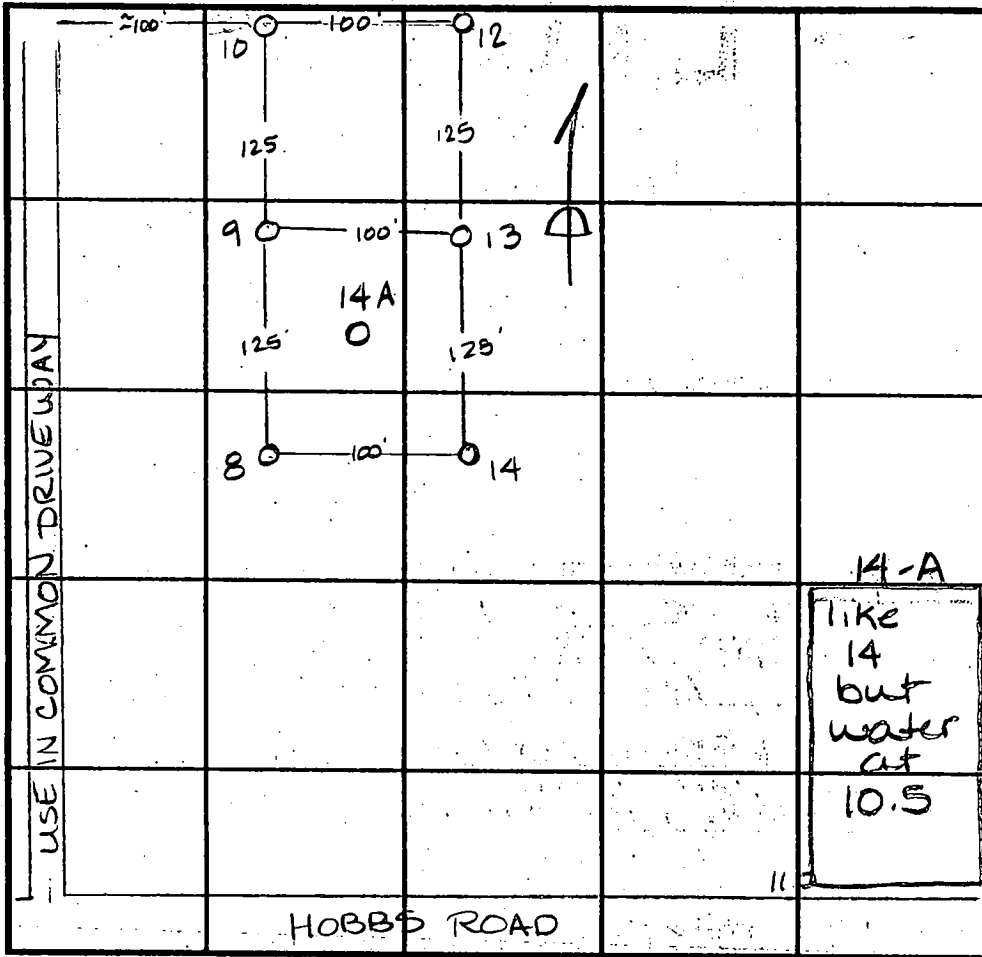 ≈100' 100'
10 12
125 125
9 100' 13
14A
125' 125'
8 100' 14
USE IN COMMON DRIVEWAY
14-A
like
14
but
water
at
10.5
11
HOBBS ROAD